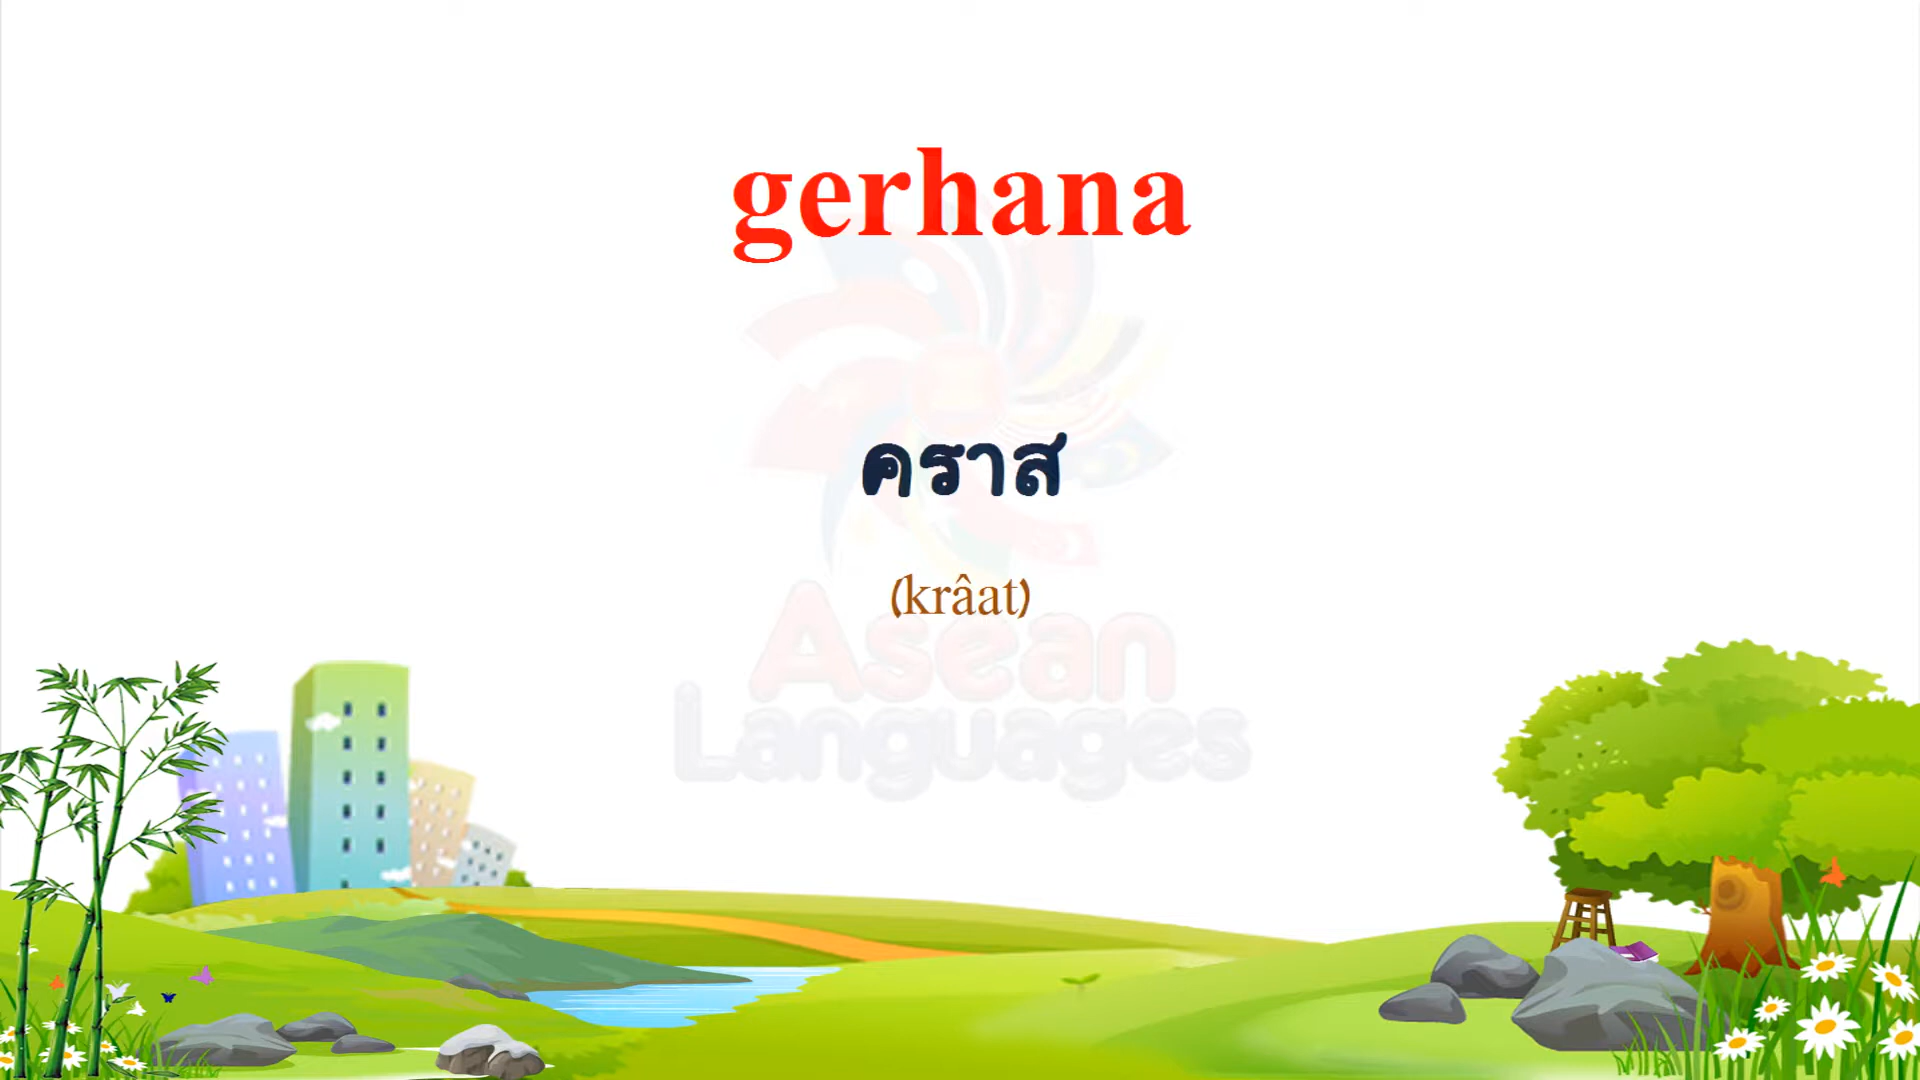 gerhana
คราส
(krâat)
Asean
Languages